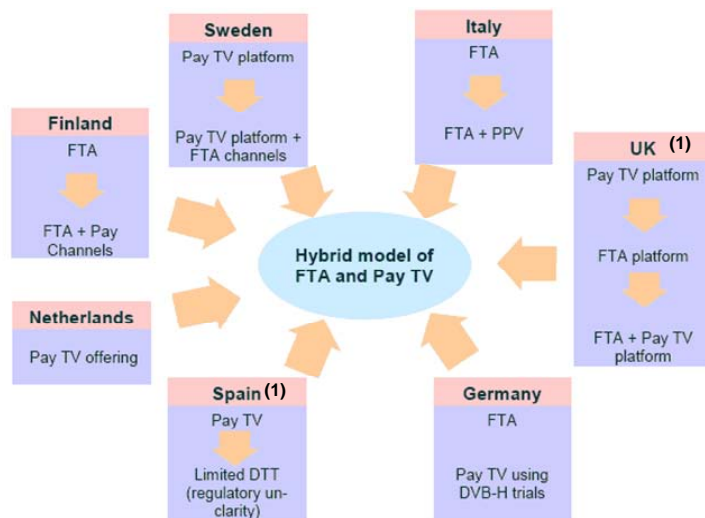 Sweden
Pay TV platform
Pay TV platform +
FTA channels
Italy
FTA
FTA + PPV
Finland
FTA
FTA + Pay
Channels
UK (1)
Pay TV platform
FTA platform
FTA + Pay TV
platform
Hybrid model of
FTA and Pay TV
Netherlands
Pay TV offering
Spain (1)
Pay TV
Limited DTT
(regulatory un-
clarity)
Germany
FTA
Pay TV using
DVB-H trials